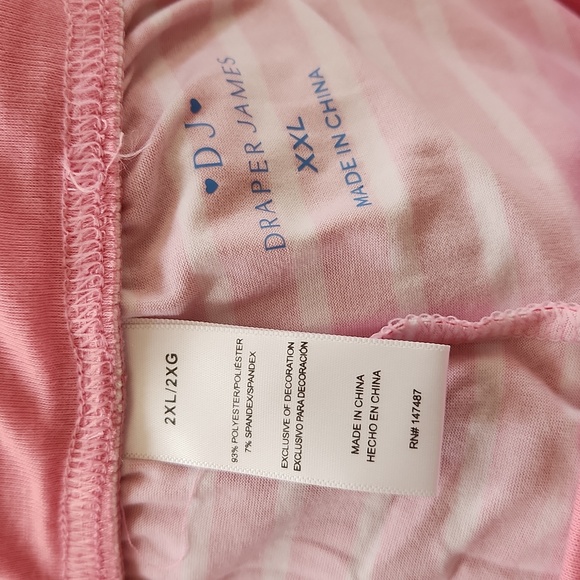 ♥DJ♥
DRAPER JAMES
XXL
MADE IN CHINA
2XL/2XG
93% POLYESTER/POLIÉSTER
7% SPANDEX/SPANDEX
EXCLUSIVE OF DECORATION
EXCLUSIVO PARA DECORACIÓN
MADE IN CHINA
HECHO EN CHINA
RN# 147487